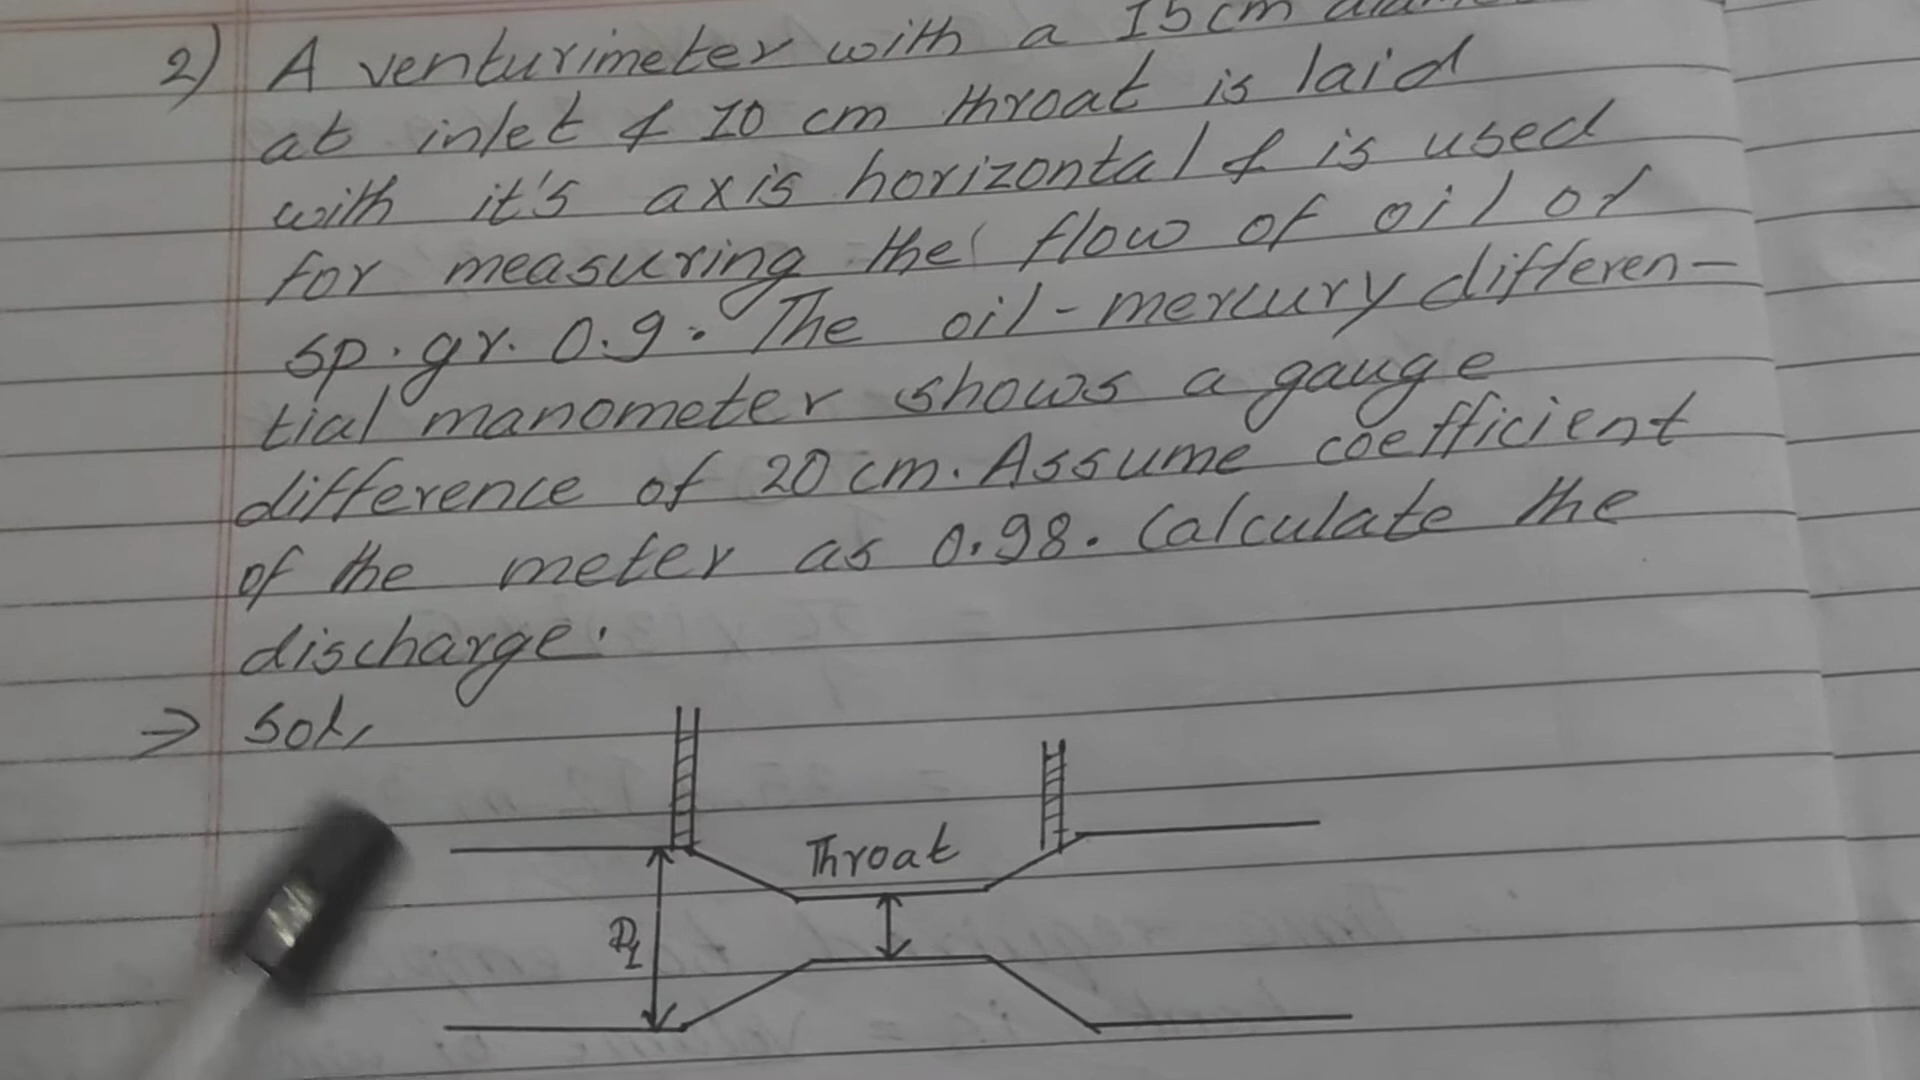 2) A venturimeter with a 15 cm
at inlet & 10 cm throat is laid
with it's axis horizontal & is used
for measuring the flow of oil of
sp. gr. 0.9. The oil-mercury differen-
tial manometer shows a gauge
difference of 20 cm. Assume coefficient
of the meter as 0.98. Calculate the
discharge.
→ Sol,
Throat